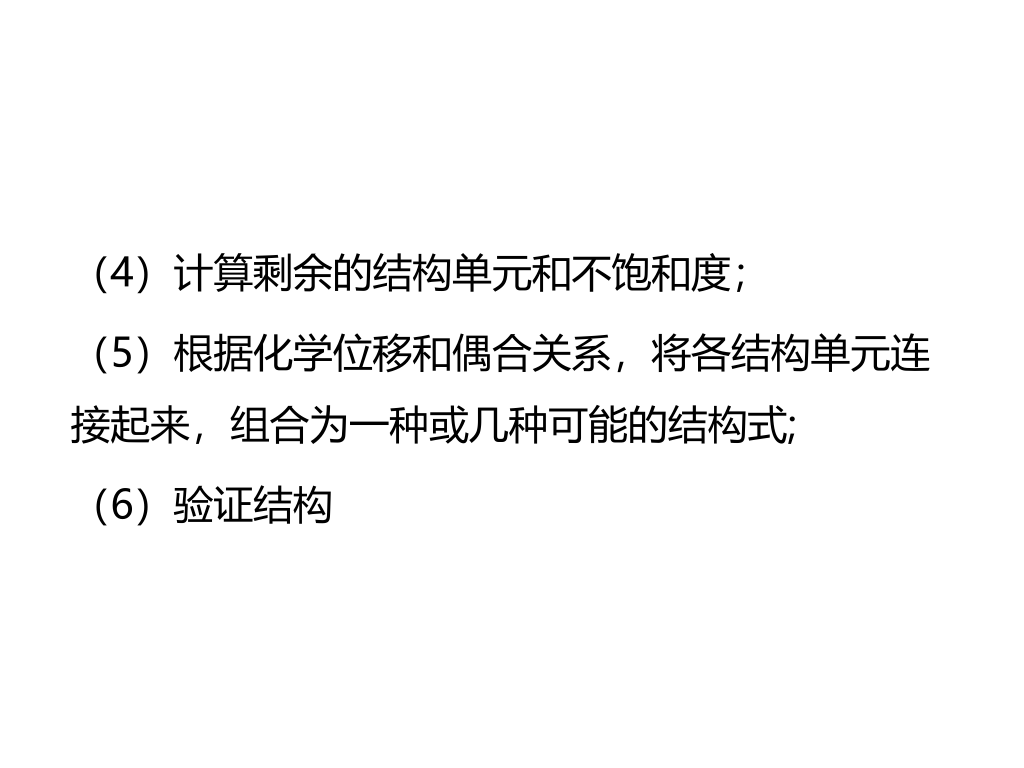 （4）计算剩余的结构单元和不饱和度；
（5）根据化学位移和偶合关系，将各结构单元连
接起来，组合为一种或几种可能的结构式;
（6）验证结构